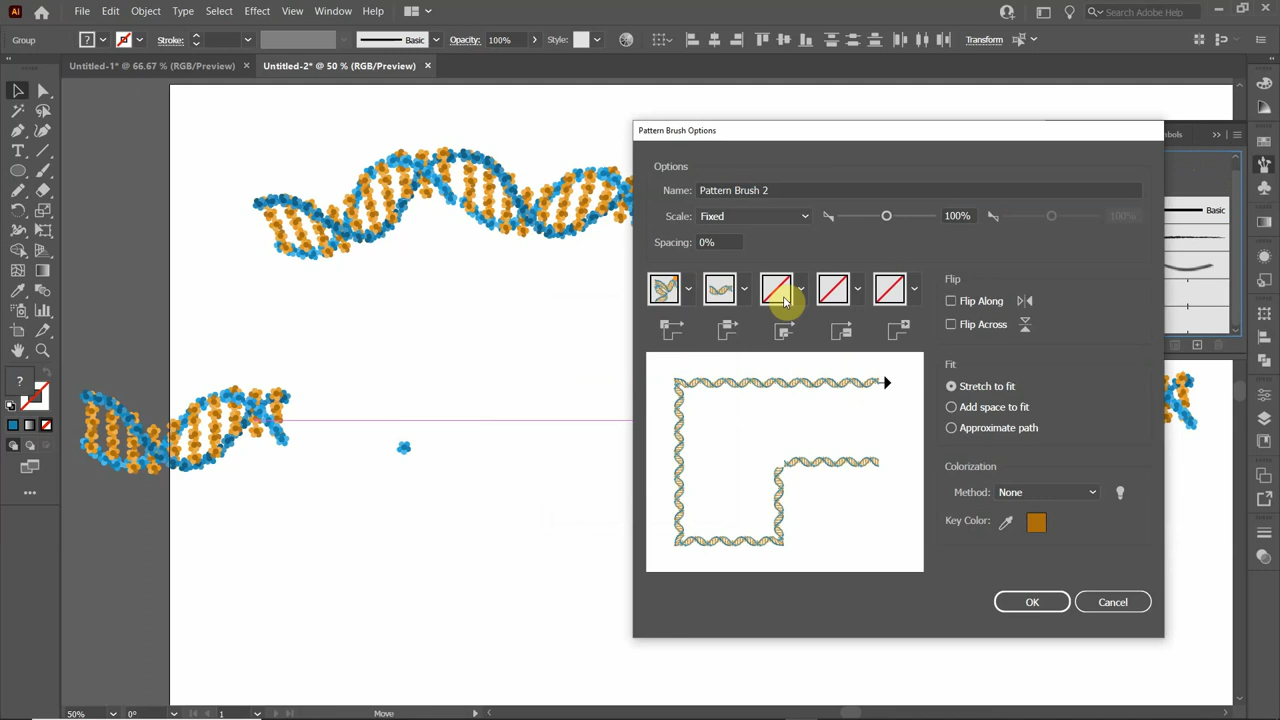 Ai
File Edit Object Type Select Effect View Window Help
Search Adobe Help
Group
?
Stroke:
Basic
Opacity: 100%
Style:
Transform
Untitled-1* @ 66.67 % (RGB/Preview) ×
Untitled-2* @ 50 % (RGB/Preview) ×
Pattern Brush Options
Options
Name: Pattern Brush 2
Scale: Fixed 100% 100%
Spacing: 0%
Flip
Flip Along
Flip Across
Fit
Stretch to fit
Add space to fit
Approximate path
Colorization
Method: None
Key Color:
OK
Cancel
Basic
?
50%
0°
1
Move